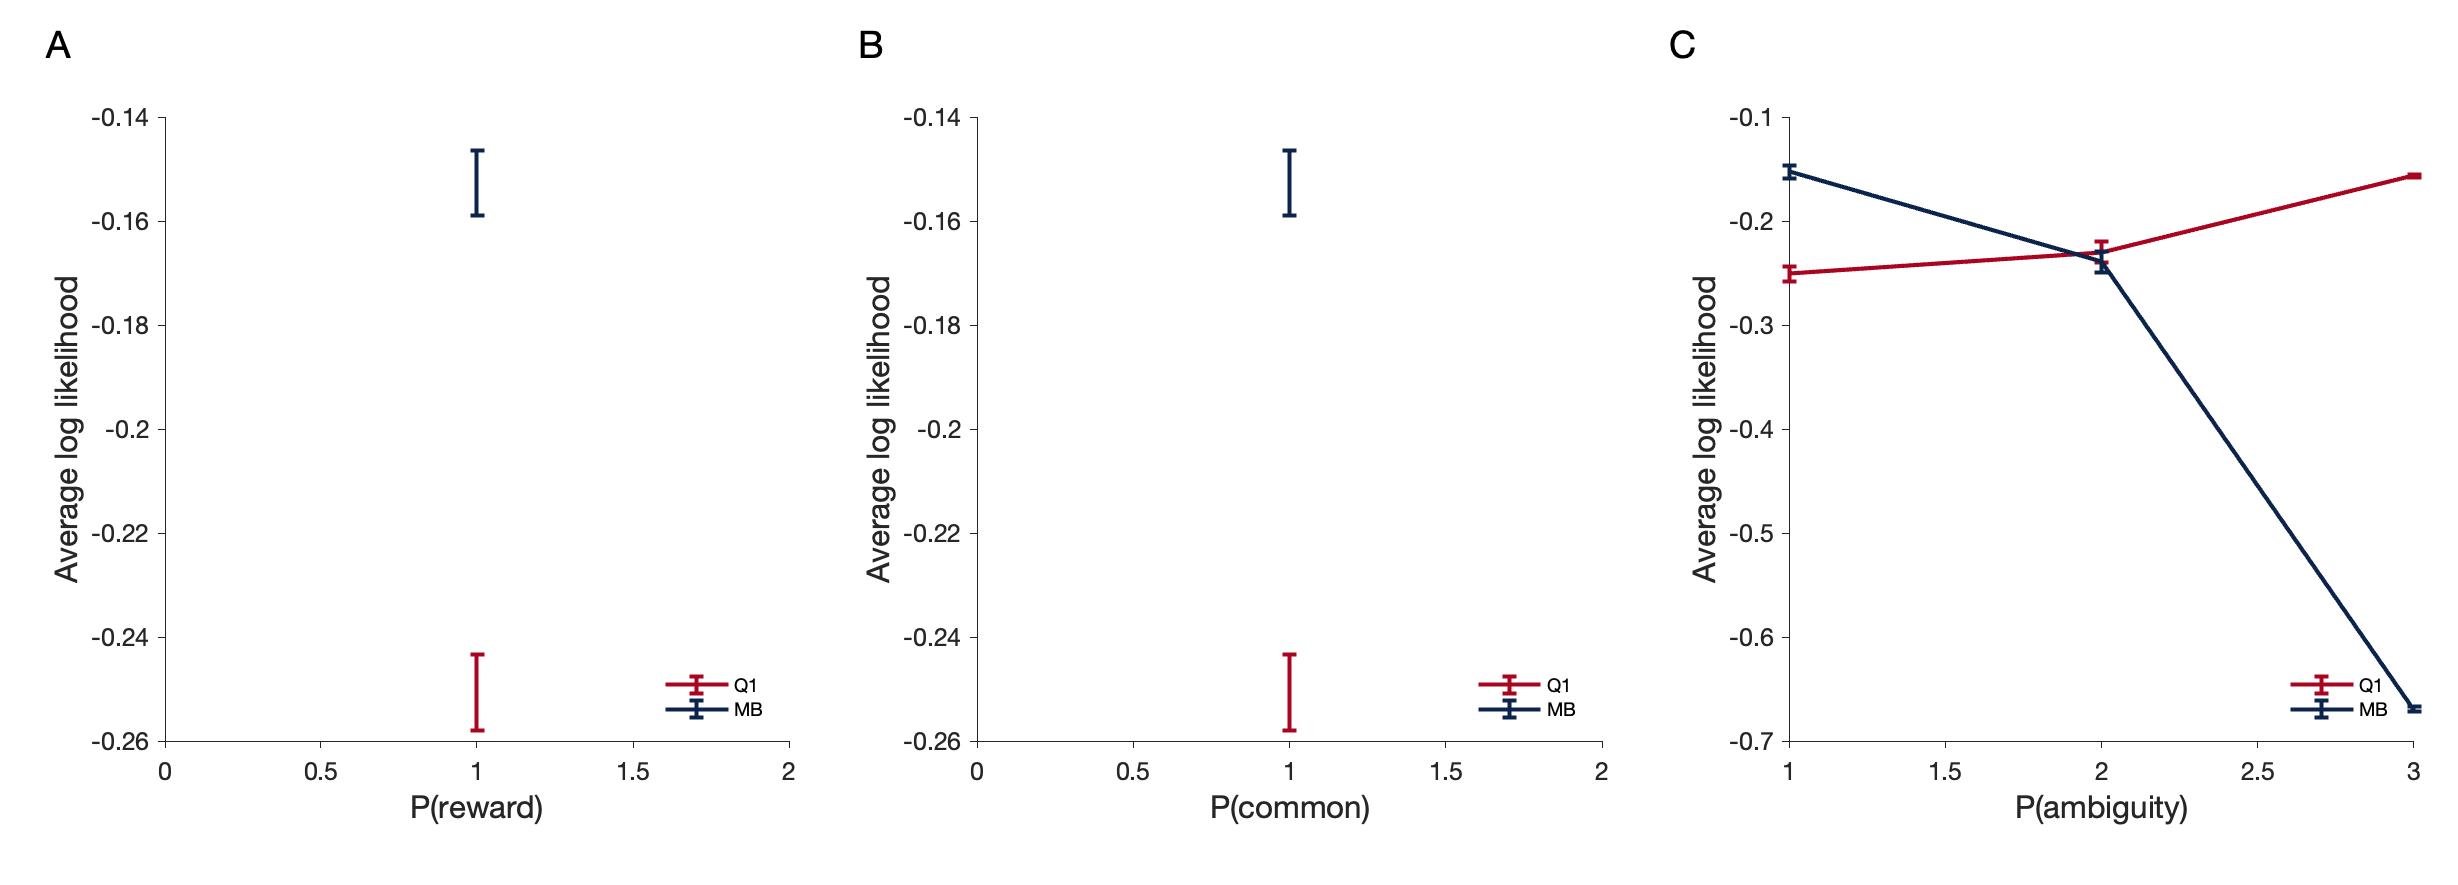 A
-0.14
-0.16
-0.18
-0.2
-0.22
-0.24
-0.26
Average log likelihood
0 0.5 1 1.5 2
P(reward)
Q1
MB
B
-0.14
-0.16
-0.18
-0.2
-0.22
-0.24
-0.26
Average log likelihood
0 0.5 1 1.5 2
P(common)
Q1
MB
C
-0.1
-0.2
-0.3
-0.4
-0.5
-0.6
-0.7
Average log likelihood
1 1.5 2 2.5 3
P(ambiguity)
Q1
MB